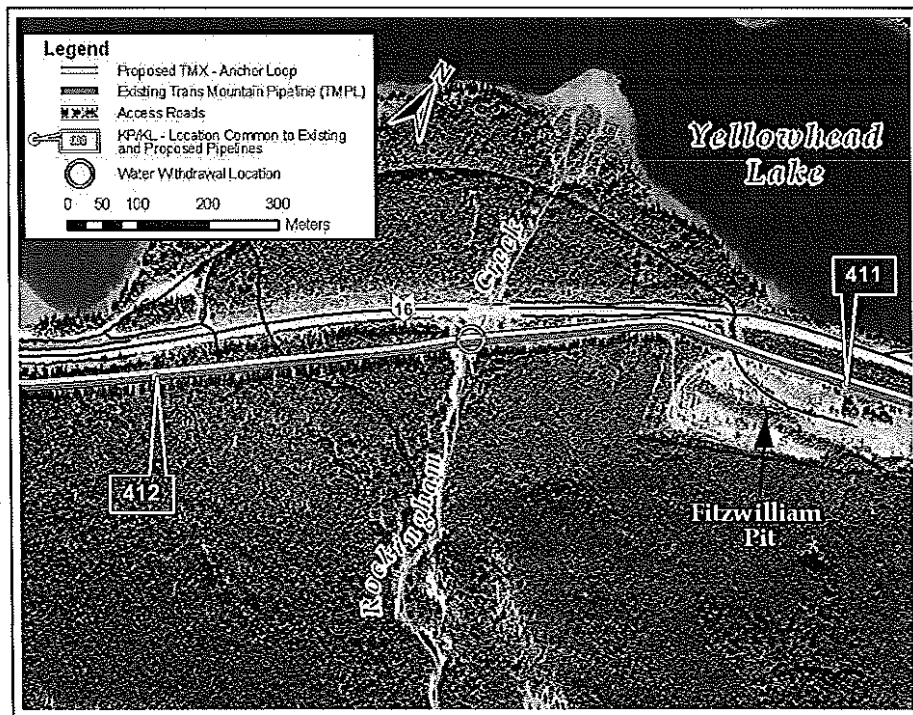 Legend
Proposed TMX - Anchor Loop
Existing Trans Mountain Pipeline (TMPL)
Access Roads
KP/KL - Location Common to Existing
and Proposed Pipelines
Water Withdrawal Location
0 50 100 200 300
Meters
N
Yellowhead
Lake
Creek
16
411
412
Rockingham
Fitzwilliam
Pit